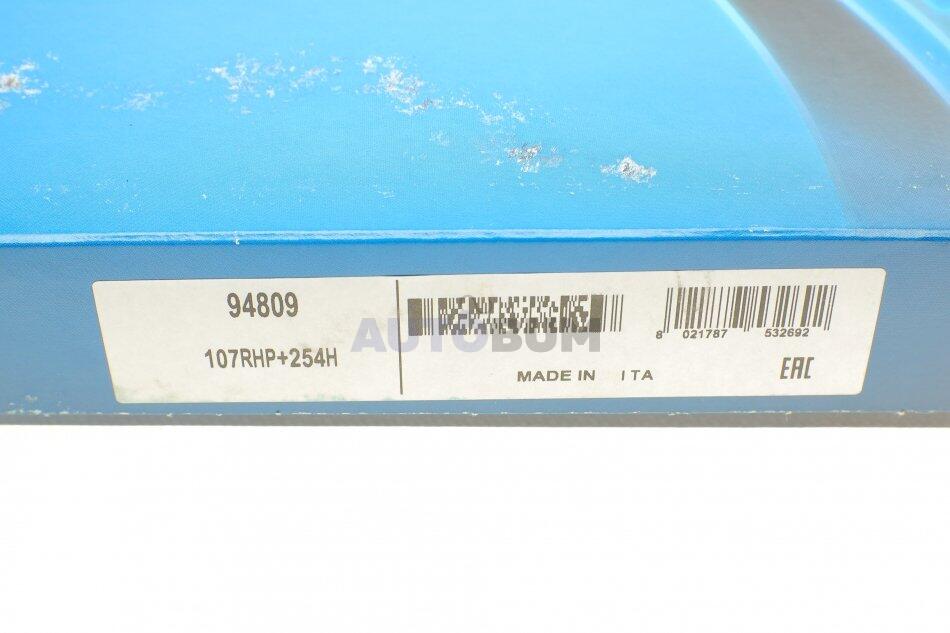 94809
107RHP+254H
8 021787 532692
MADE IN ITA
EAC
AUTOBUM